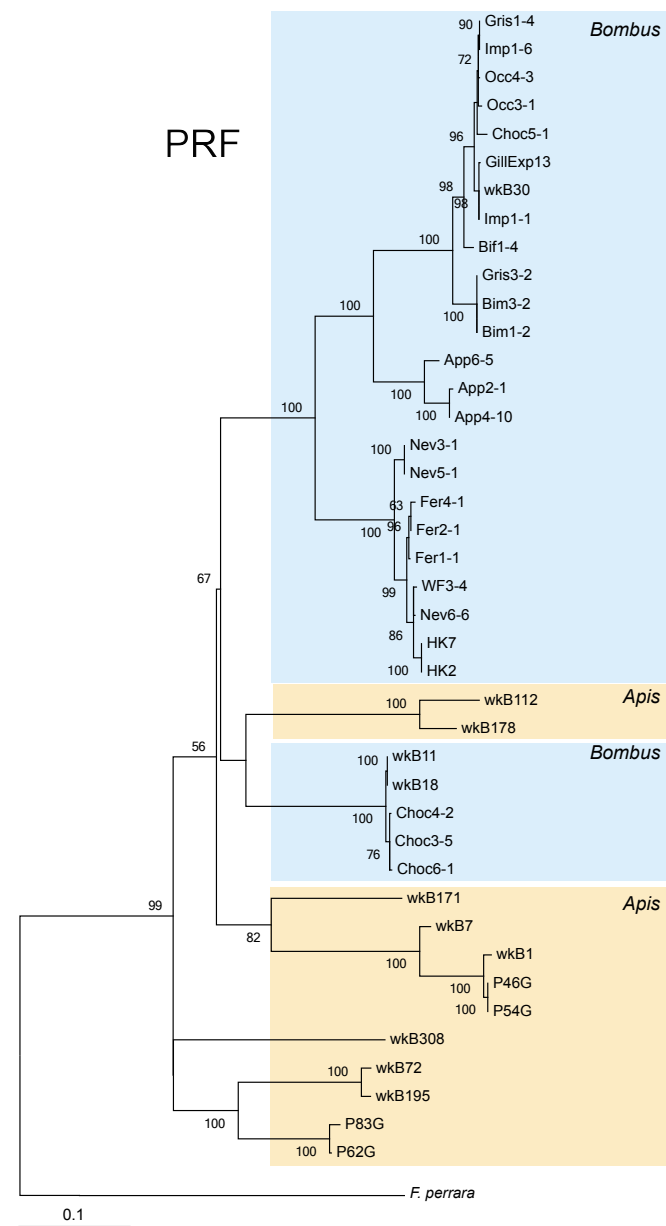 90
Gris1-4
Bombus
Imp1-6
72
Occ4-3
Occ3-1
PRF
Choc5-1
96
GillExp13
98
wkB30
98
Imp1-1
100
Bif1-4
Gris3-2
Bim3-2
100
Bim1-2
100
App6-5
App2-1
100
100
App4-10
100
Nev3-1
100
Nev5-1
63
Fer4-1
96
Fer2-1
100
Fer1-1
67
WF3-4
99
Nev6-6
86
HK7
100
HK2
Apis
100
wkB112
wkB178
56
Bombus
100
wkB11
wkB18
Choc4-2
100
Choc3-5
76
Choc6-1
Apis
wkB171
99
wkB7
82
wkB1
100
P46G
100
P54G
100
wkB308
100
wkB72
wkB195
100
P83G
100
P62G
F. perrara
0.1